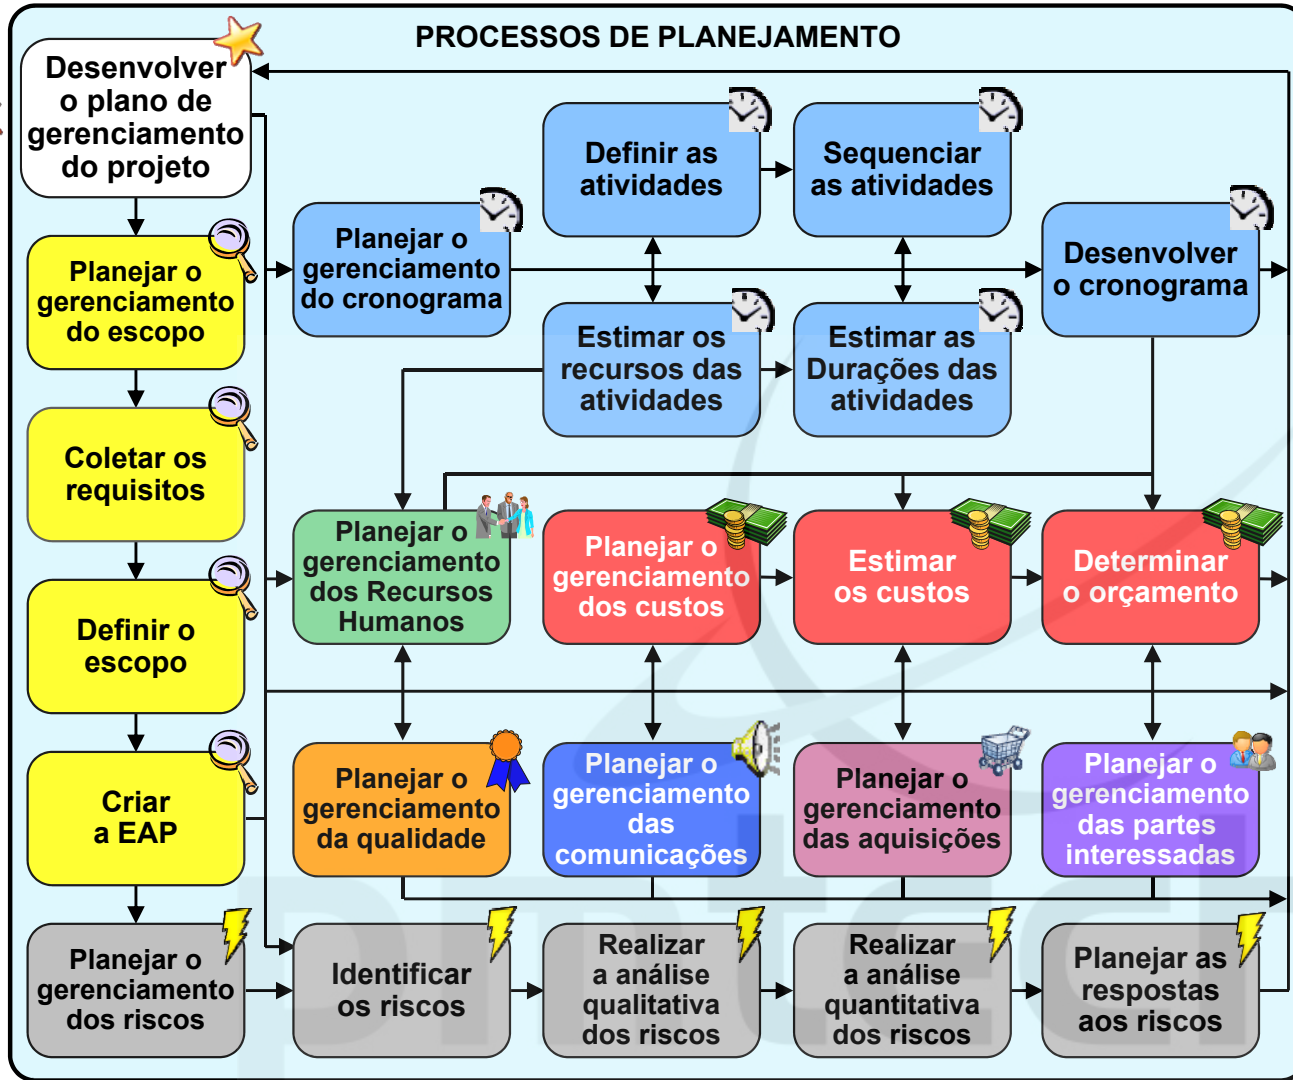 PROCESSOS DE PLANEJAMENTO
Desenvolver
o plano de
gerenciamento
do projeto
Definir as
atividades
Sequenciar
as atividades
Planejar o
gerenciamento
do escopo
Planejar o
gerenciamento
do cronograma
Desenvolver
o cronograma
Estimar os
recursos das
atividades
Estimar as
Durações das
atividades
Coletar os
requisitos
Planejar o
gerenciamento
dos Recursos
Humanos
Planejar o
gerenciamento
dos custos
Estimar
os custos
Determinar
o orçamento
Definir o
escopo
Criar
a EAP
Planejar o
gerenciamento
da qualidade
Planejar o
gerenciamento
das
comunicações
Planejar o
gerenciamento
das aquisições
Planejar o
gerenciamento
das partes
interessadas
Planejar o
gerenciamento
dos riscos
Identificar
os riscos
Realizar
a análise
qualitativa
dos riscos
Realizar
a análise
quantitativa
dos riscos
Planejar as
respostas
aos riscos